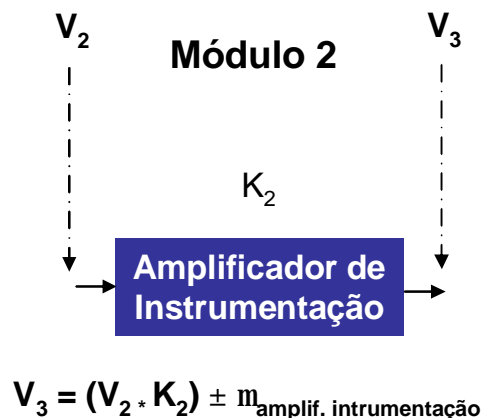 V₂
V₃
Módulo 2
K₂
Amplificador de
Instrumentação
V₃ = (V₂ * K₂) ± m amplif. intrumentação